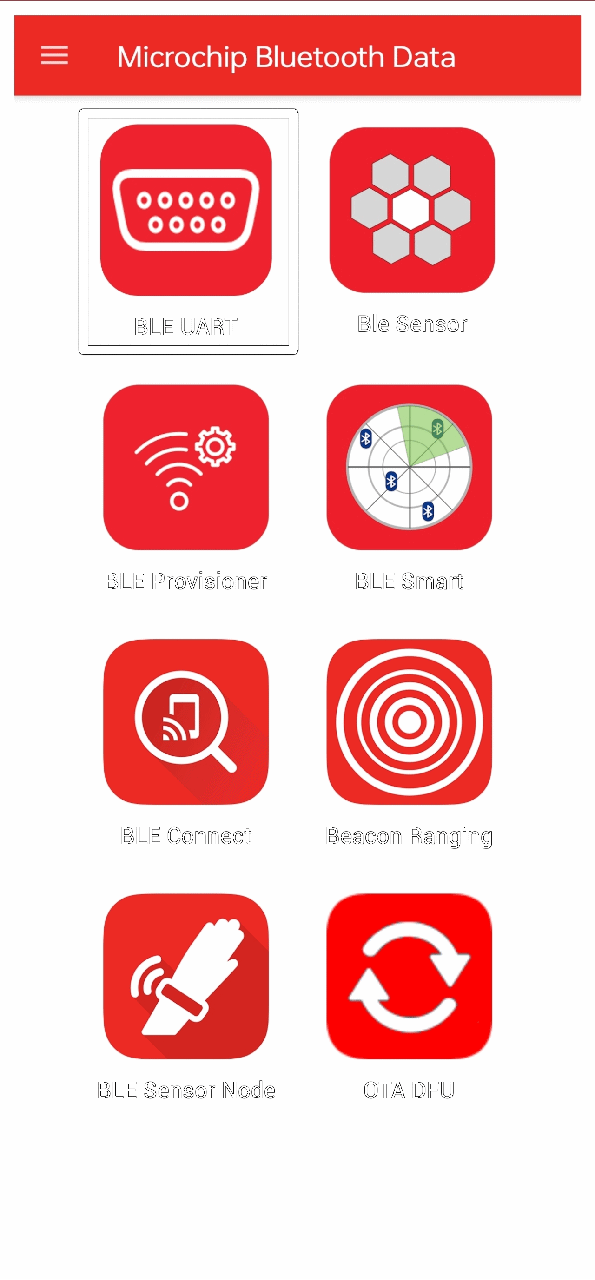 Microchip Bluetooth Data
BLE UART
Ble Sensor
BLE Provisioner
BLE Smart
BLE Connect
Beacon Ranging
BLE Sensor Node
OTA DFU